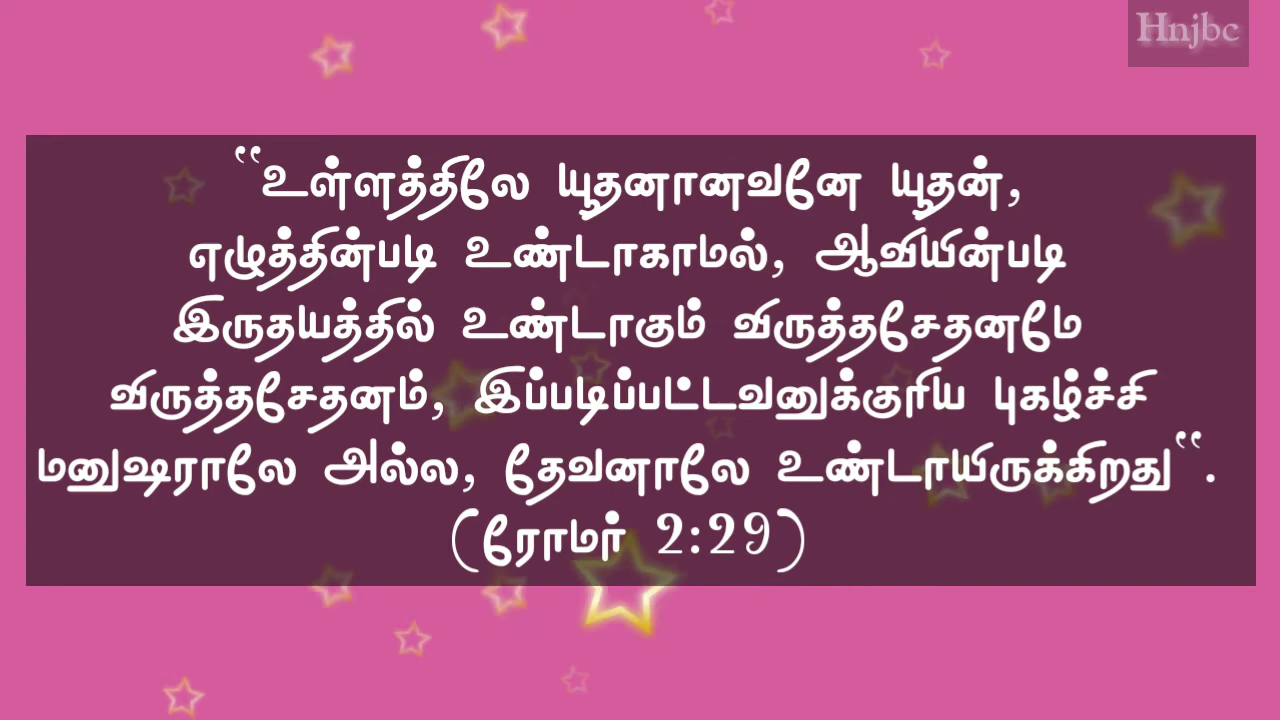 Hnjbc
"உள்ளத்திலே யூதனானவனே யூதன்,
எழுத்தின்படி உண்டாகாமல், ஆவியின்படி
இருதயத்தில் உண்டாகும் விருத்தசேதனமே
விருத்தசேதனம், இப்படிப்பட்டவனுக்குரிய புகழ்ச்சி
மனுஷராலே அல்ல, தேவனாலே உண்டாயிருக்கிறது".
(ரோமர் 2:29)